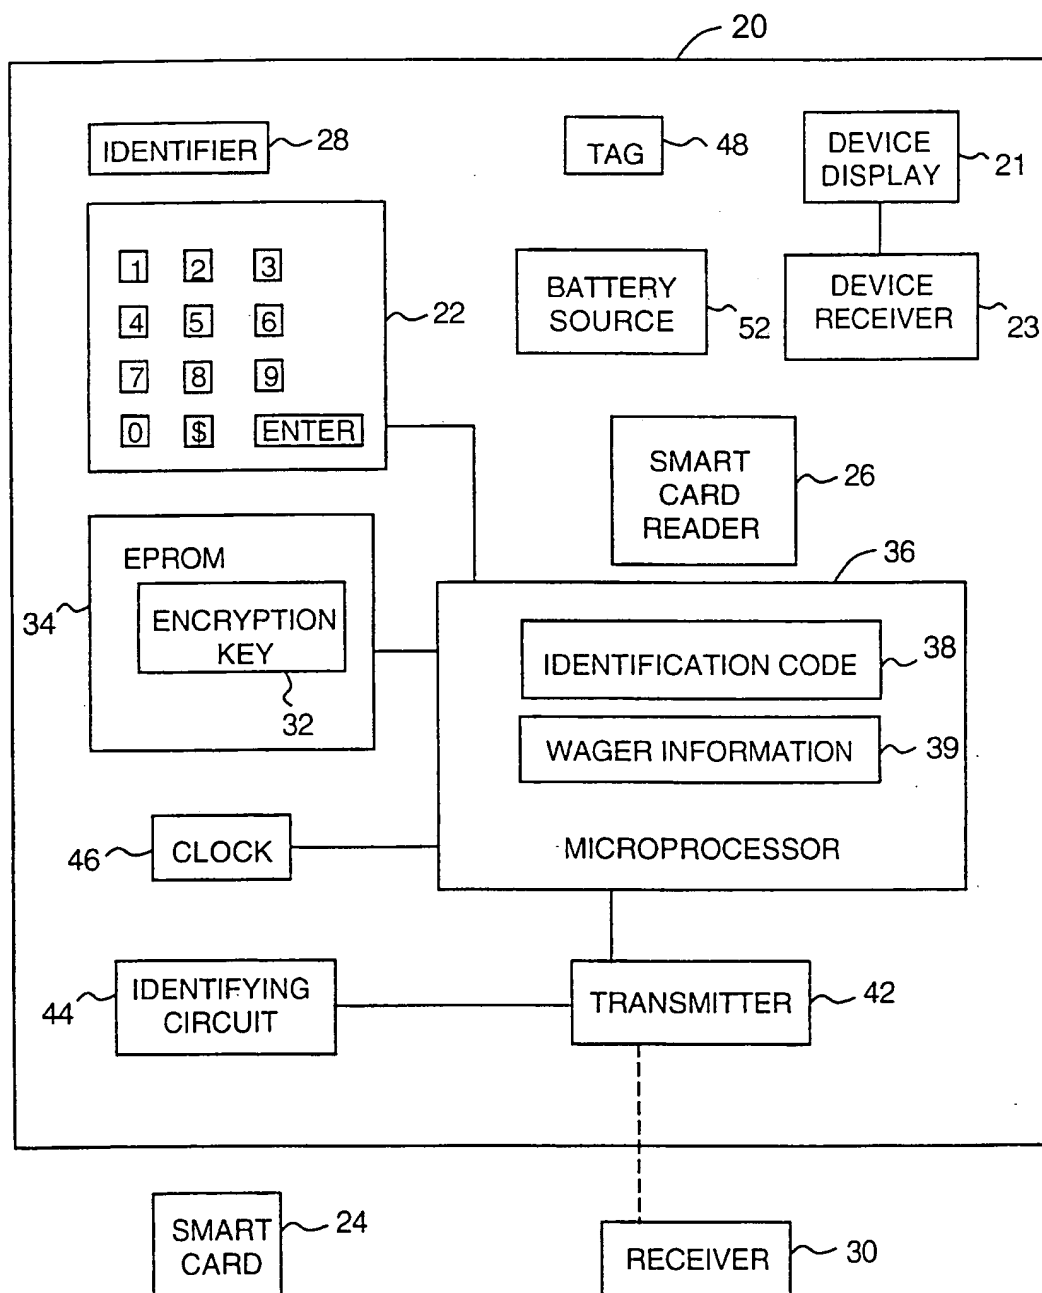 20
IDENTIFIER 28
TAG 48
DEVICE
DISPLAY 21
1 2 3
4 5 6
7 8 9
0 $ ENTER
22
BATTERY
SOURCE 52
DEVICE
RECEIVER 23
SMART
CARD
READER
26
EPROM
ENCRYPTION
KEY
34
32
36
IDENTIFICATION CODE 38
WAGER INFORMATION 39
MICROPROCESSOR
46 CLOCK
44 IDENTIFYING
CIRCUIT
TRANSMITTER 42
SMART
CARD
24
RECEIVER 30